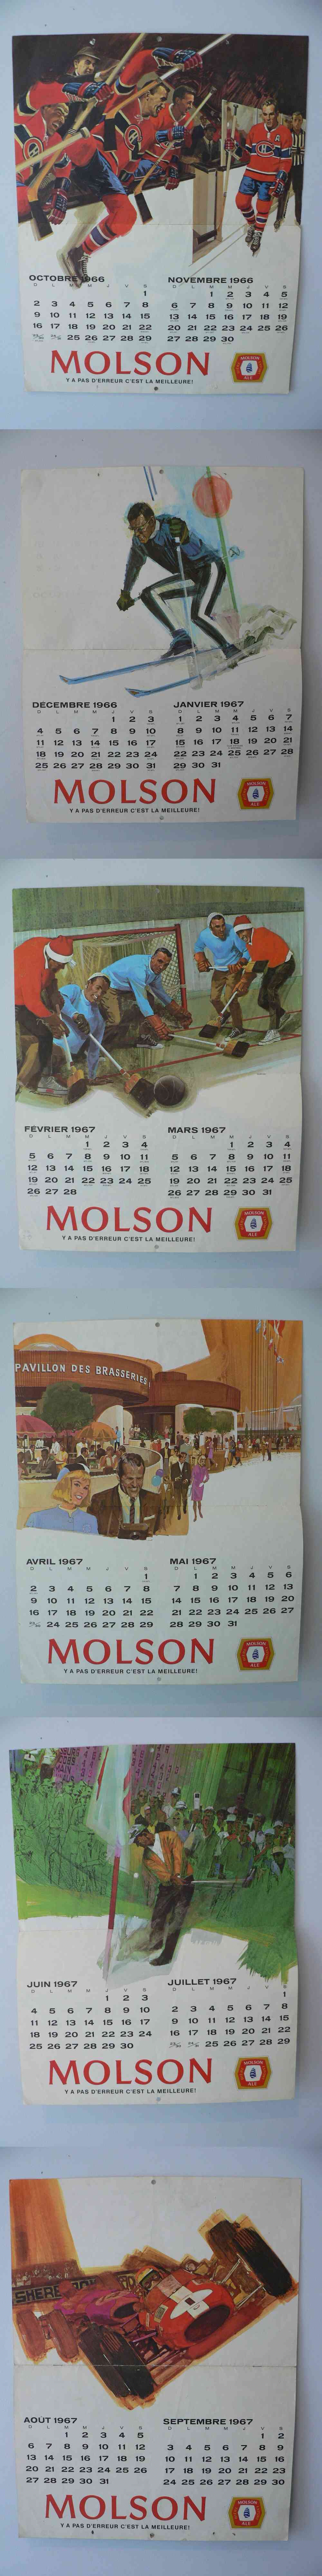 OCTOBRE 1966 NOVEMBRE 1966
D L M M J V S D L M M J V S
1 1 2 3 4 5
2 3 4 5 6 7 8 6 7 8 9 10 11 12
9 10 11 12 13 14 15 13 14 15 16 17 18 19
16 17 18 19 20 21 22 20 21 22 23 24 25 26
23/30 24/31 25 26 27 28 29 27 28 29 30
MOLSON
MOLSON
ALE
Y A PAS D'ERREUR C'EST LA MEILLEURE!
DÉCEMBRE 1966 JANVIER 1967
D L M M J V S D L M M J V S
1 2 3 1 2 3 4 5 6 7
4 5 6 7 8 9 10 8 9 10 11 12 13 14
11 12 13 14 15 16 17 15 16 17 18 19 20 21
18 19 20 21 22 23 24 22 23 24 25 26 27 28
25 26 27 28 29 30 31 29 30 31
MOLSON
MOLSON
ALE
Y A PAS D'ERREUR C'EST LA MEILLEURE!
FÉVRIER 1967 MARS 1967
D L M M J V S D L M M J V S
1 2 3 4 1 2 3 4
5 6 7 8 9 10 11 5 6 7 8 9 10 11
12 13 14 15 16 17 18 12 13 14 15 16 17 18
19 20 21 22 23 24 25 19 20 21 22 23 24 25
26 27 28 26 27 28 29 30 31
MOLSON
MOLSON
ALE
Y A PAS D'ERREUR C'EST LA MEILLEURE!
PAVILLON DES BRASSERIES
AVRIL 1967 MAI 1967
D L M M J V S D L M M J V S
1 1 2 3 4 5 6
2 3 4 5 6 7 8 7 8 9 10 11 12 13
9 10 11 12 13 14 15 14 15 16 17 18 19 20
16 17 18 19 20 21 22 21 22 23 24 25 26 27
23/30 24 25 26 27 28 29 28 29 30 31
MOLSON
MOLSON
ALE
Y A PAS D'ERREUR C'EST LA MEILLEURE!
JUIN 1967 JUILLET 1967
D L M M J V S D L M M J V S
1 2 3 1
4 5 6 7 8 9 10 2 3 4 5 6 7 8
11 12 13 14 15 16 17 9 10 11 12 13 14 15
18 19 20 21 22 23 24 16 17 18 19 20 21 22
25 26 27 28 29 30 23/30 24/31 25 26 27 28 29
MOLSON
MOLSON
ALE
Y A PAS D'ERREUR C'EST LA MEILLEURE!
AOÛT 1967 SEPTEMBRE 1967
D L M M J V S D L M M J V S
1 2 3 4 5 1 2
6 7 8 9 10 11 12 3 4 5 6 7 8 9
13 14 15 16 17 18 19 10 11 12 13 14 15 16
20 21 22 23 24 25 26 17 18 19 20 21 22 23
27 28 29 30 31 24 25 26 27 28 29 30
MOLSON
MOLSON
ALE
Y A PAS D'ERREUR C'EST LA MEILLEURE!